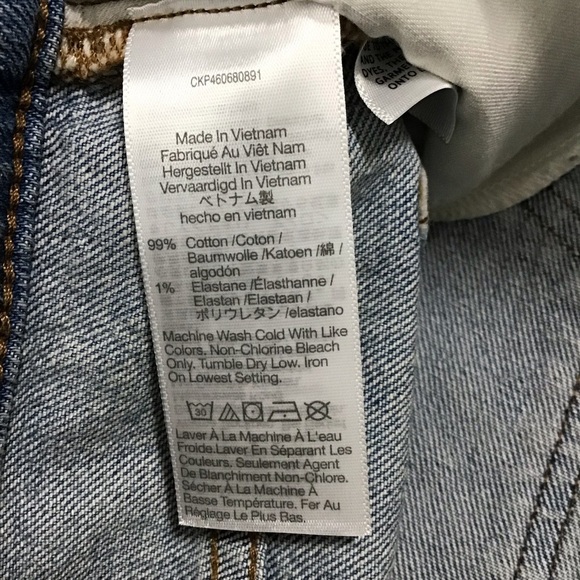 CKP460680891
Made In Vietnam
Fabriqué Au Viêt Nam
Hergestellt In Vietnam
Vervaardigd In Vietnam
ベトナム製
hecho en vietnam
99% Cotton /Coton /
Baumwolle /Katoen /綿 /
algodón
1% Elastane /Élasthanne /
Elastan /Elastaan /
ポリウレタン /elastano
Machine Wash Cold With Like
Colors. Non-Chlorine Bleach
Only. Tumble Dry Low. Iron
On Lowest Setting.
30
Laver À La Machine À L'eau
Froide.Laver En Séparant Les
Couleurs. Seulement Agent
De Blanchiment Non-Chlore.
Sécher À La Machine À
Basse Température. Fer Au
Réglage Le Plus Bas.
AND
DYES. THIS
ONTO